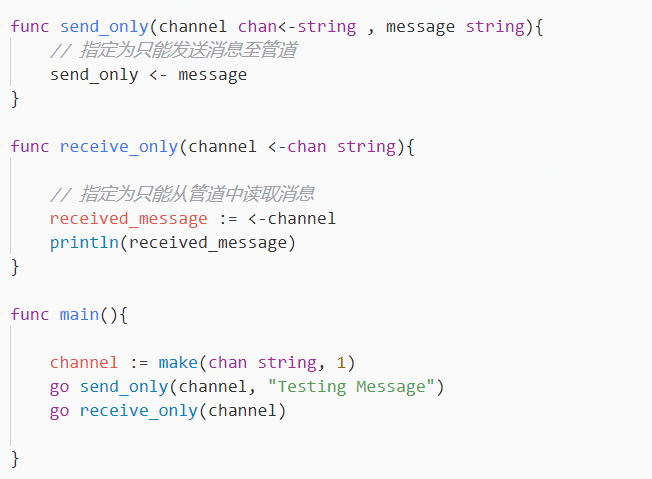 func send_only(channel chan<-string , message string){
// 指定为只能发送消息至管道
send_only <- message
}
func receive_only(channel <-chan string){
// 指定为只能从管道中读取消息
received_message := <-channel
println(received_message)
}
func main(){
channel := make(chan string, 1)
go send_only(channel, "Testing Message")
go receive_only(channel)
}